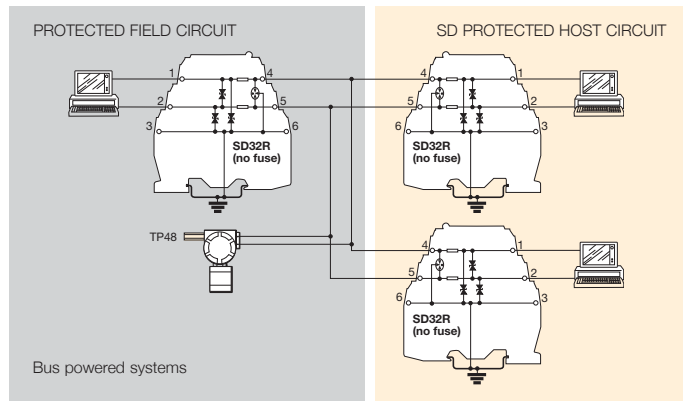 PROTECTED FIELD CIRCUIT
SD PROTECTED HOST CIRCUIT
1 4
2 5
3 6
SD32R
(no fuse)
4 1
5 2
6 3
SD32R
(no fuse)
TP48
4 1
5 2
6 3
SD32R
(no fuse)
Bus powered systems